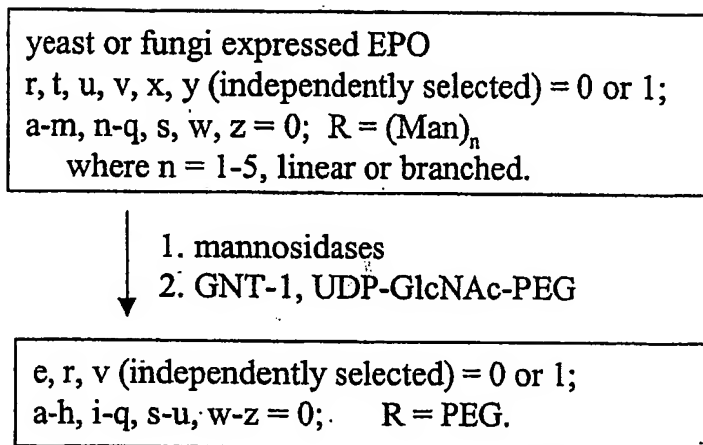 yeast or fungi expressed EPO
r, t, u, v, x, y (independently selected) = 0 or 1;
a-m, n-q, s, w, z = 0; R = (Man)n
where n = 1-5, linear or branched.
1. mannosidases
2. GNT-1, UDP-GlcNAc-PEG
e, r, v (independently selected) = 0 or 1;
a-h, i-q, s-u, w-z = 0; R = PEG.